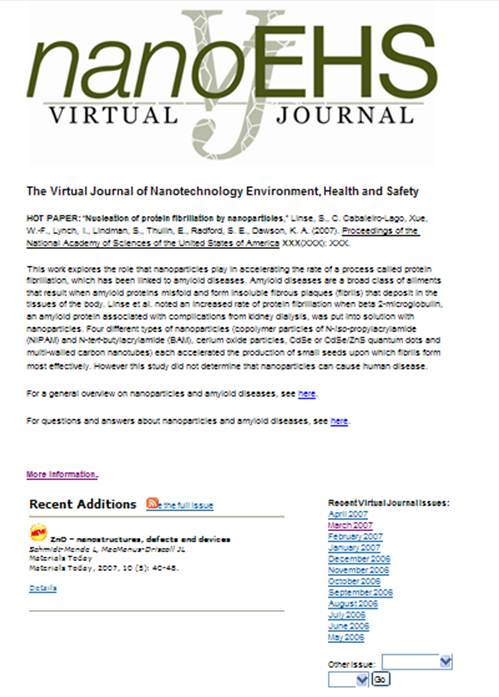 nanoEHS
VJ
VIRTUAL JOURNAL
The Virtual Journal of Nanotechnology Environment, Health and Safety
HOT PAPER: "Nucleation of protein fibrillation by nanoparticles," Linse, S., C. Cabaleiro-Lago, Xue,
W.-F., Lynch, I., Lindman, S., Thulin, E., Radford, S. E., Dawson, K. A. (2007). Proceedings of the
National Academy of Sciences of the United States of America XXX(XXX): XXX.
This work explores the role that nanoparticles play in accelerating the rate of a process called protein
fibrillation, which has been linked to amyloid diseases. Amyloid diseases are a broad class of ailments
that result when amyloid proteins misfold and form insoluble fibrous plaques (fibrils) that deposit in the
tissues of the body. Linse et al. noted an increased rate of protein fibrillation when beta 2-microglobulin,
an amyloid protein associated with complications from kidney dialysis, was put into solution with
nanoparticles. Four different types of nanoparticles (copolymer particles of N-iso-propylacrylamide
(NIPAM) and N-tert-butylacrylamide (BAM), cerium oxide particles, CdSe or CdSe/ZnS quantum dots and
multi-walled carbon nanotubes) each accelerated the production of small seeds upon which fibrils form
most effectively. However this study did not determine that nanoparticles can cause human disease.
For a general overview on nanoparticles and amyloid diseases, see here.
For questions and answers about nanoparticles and amyloid diseases, see here.
More Information.
Recent Additions
e the full issue
NEW
ZnO – nanostructures, defects and devices
Schmidt-Mende L, MacManus-Driscoll JL
Materials Today
Materials Today, 2007, 10 (5): 40-48.
Details
Recent Virtual Journal Issues:
April 2007
March 2007
February 2007
January 2007
December 2006
November 2006
October 2006
September 2006
August 2006
July 2006
June 2006
May 2006
Other Issue:
Go